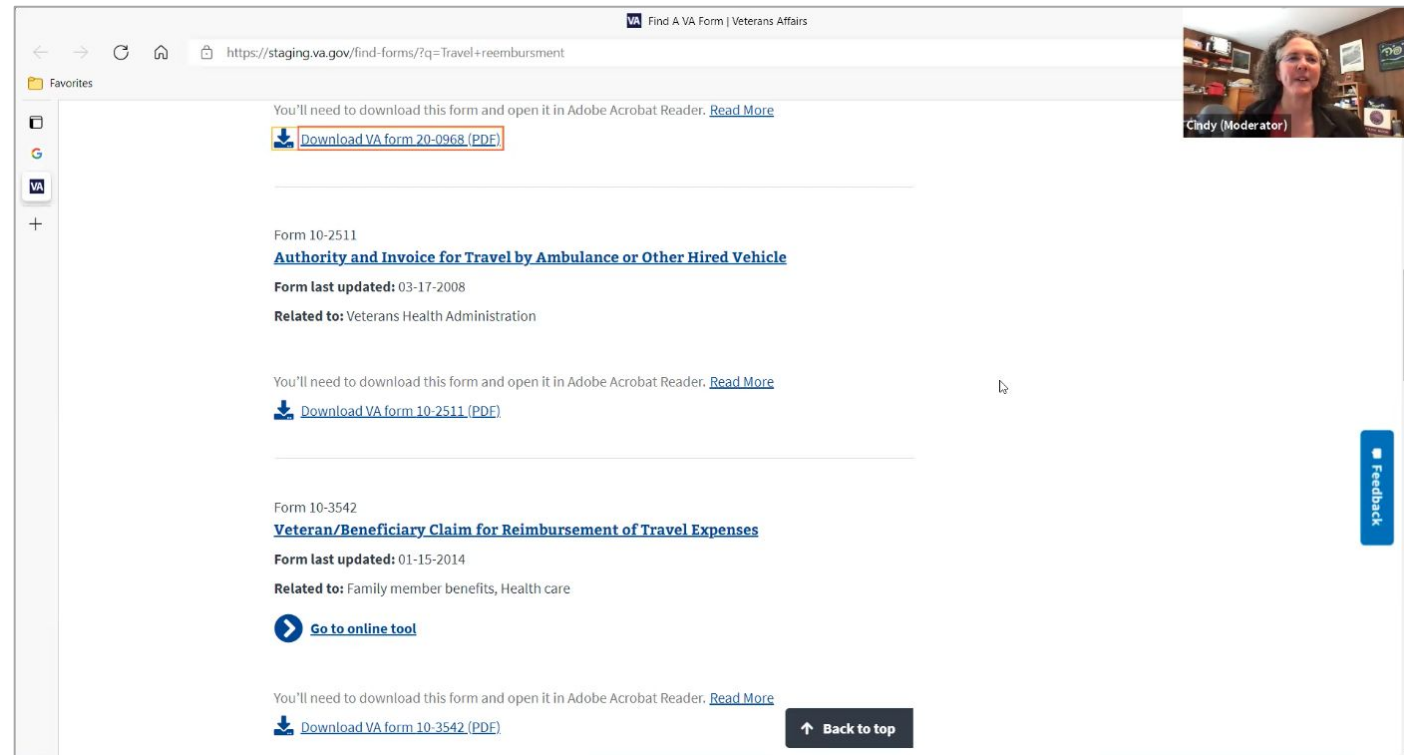 VA Find A VA Form | Veterans Affairs
https://staging.va.gov/find-forms/?q=Travel+reembursment
Favorites
Cindy (Moderator)
You'll need to download this form and open it in Adobe Acrobat Reader. Read More
Download VA form 20-0968 (PDF)
G
VA
Form 10-2511
Authority and Invoice for Travel by Ambulance or Other Hired Vehicle
Form last updated: 03-17-2008
Related to: Veterans Health Administration
You'll need to download this form and open it in Adobe Acrobat Reader. Read More
Download VA form 10-2511 (PDF)
Feedback
Form 10-3542
Veteran/Beneficiary Claim for Reimbursement of Travel Expenses
Form last updated: 01-15-2014
Related to: Family member benefits, Health care
Go to online tool
You'll need to download this form and open it in Adobe Acrobat Reader. Read More
Download VA form 10-3542 (PDF)
Back to top